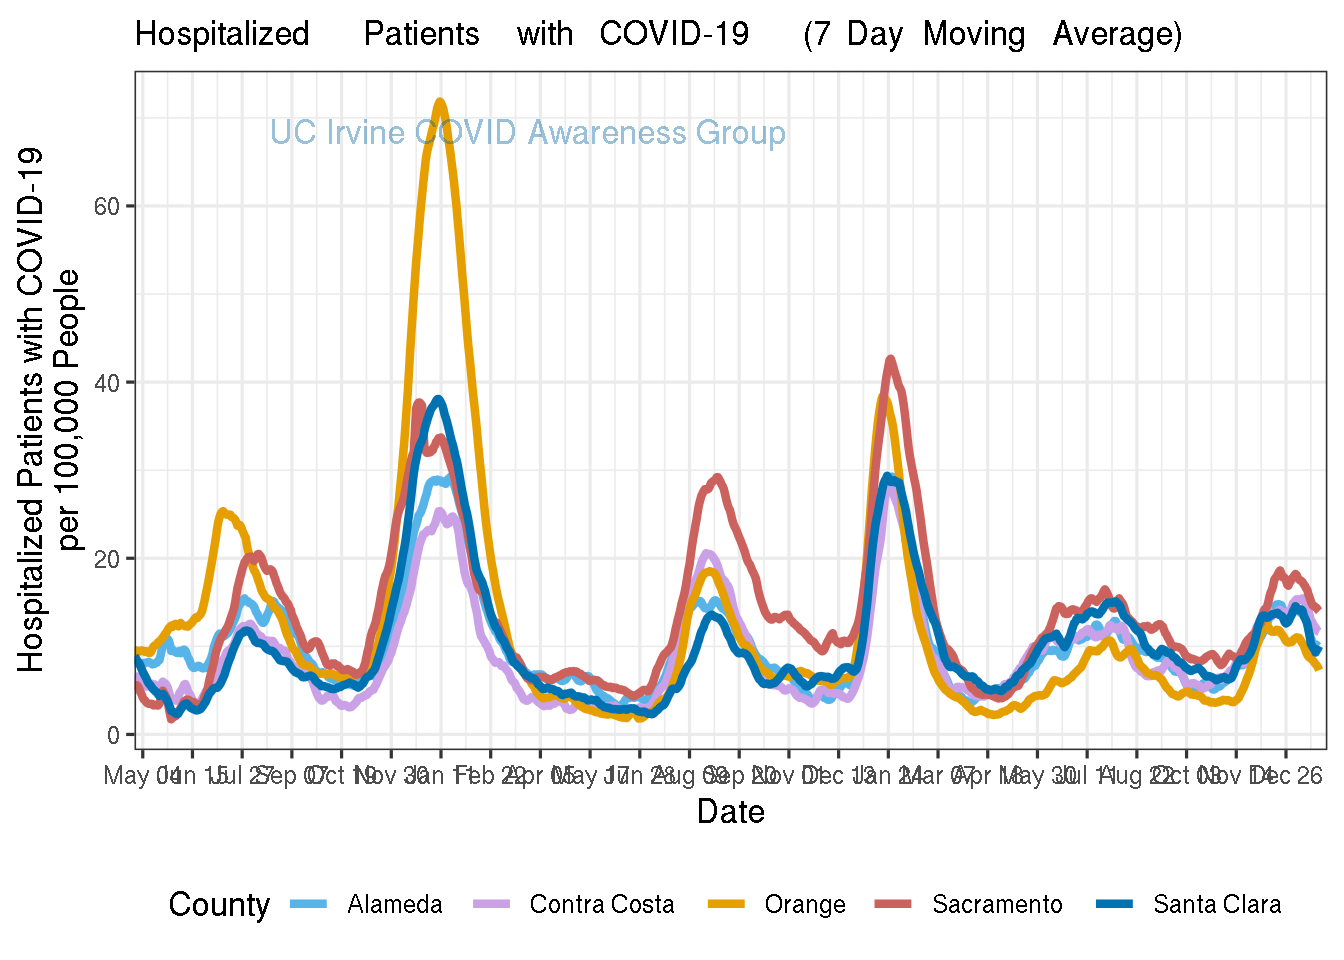 Hospitalized Patients with COVID-19 (7 Day Moving Average)
UC Irvine COVID Awareness Group
Hospitalized Patients with COVID-19
per 100,000 People
60
40
20
0
May 04 Jun 15 Jul 27 Sep 07 Oct 19 Nov 30 Jan 11 Feb 22 Apr 05 May 17 Jun 28 Aug 09 Sep 20 Nov 01 Dec 13 Jan 24 Mar 07 Apr 18 May 30 Jul 11 Aug 22 Oct 03 Nov 14 Dec 26
Date
County Alameda Contra Costa Orange Sacramento Santa Clara